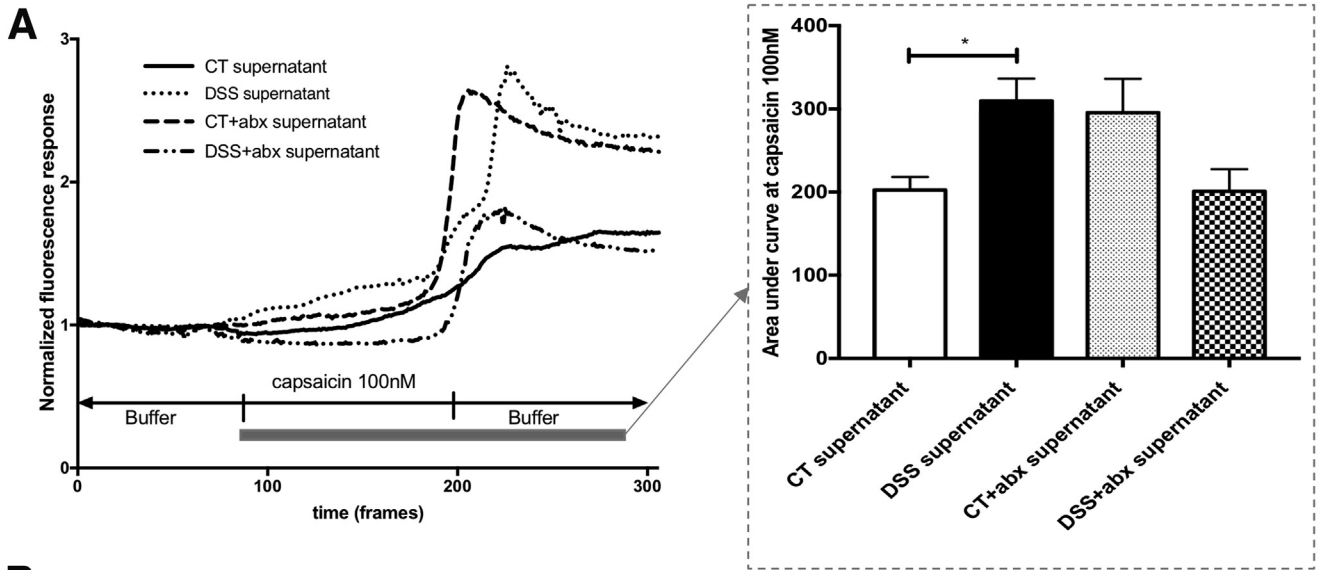 A
Normalized fluorescence response
3
2
1
0
CT supernatant
DSS supernatant
CT+abx supernatant
DSS+abx supernatant
capsaicin 100nM
Buffer
Buffer
0
100
200
300
time (frames)
Area under curve at capsaicin 100nM
400
300
200
100
0
*
CT supernatant
DSS supernatant
CT+abx supernatant
DSS+abx supernatant